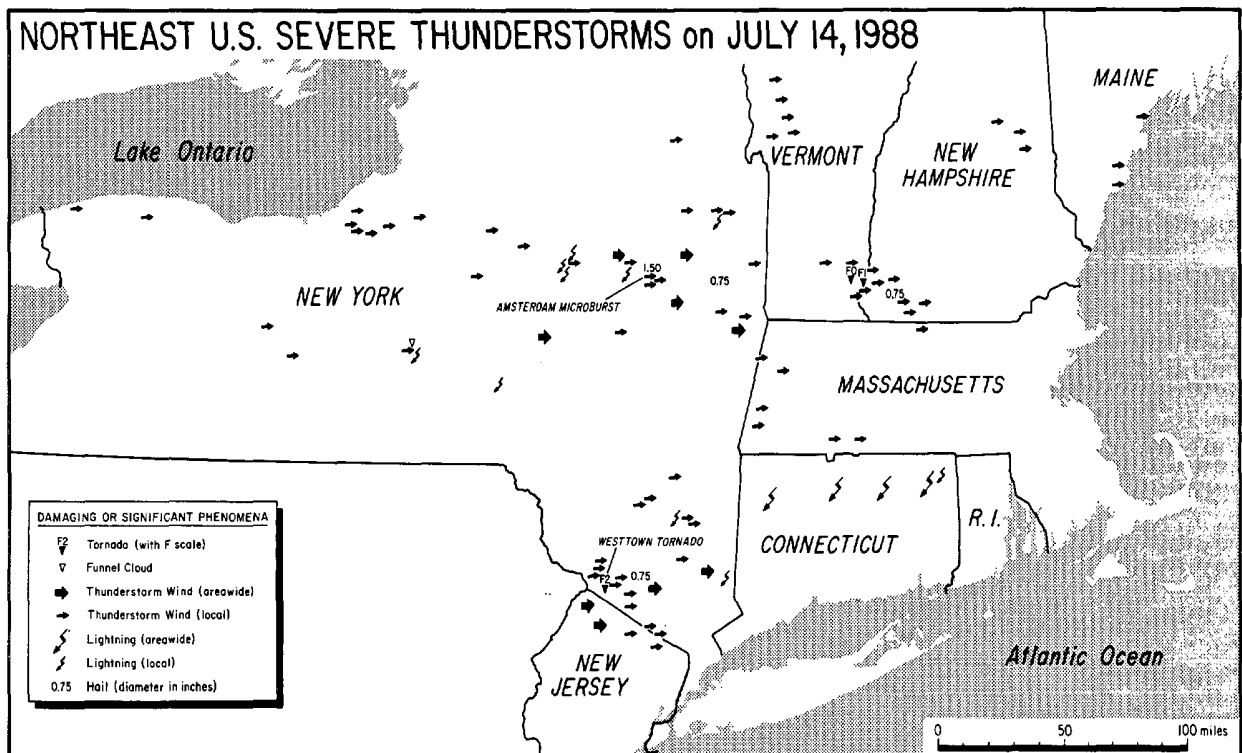 NORTHEAST U.S. SEVERE THUNDERSTORMS on JULY 14, 1988
MAINE
Lake Ontario
VERMONT
NEW
HAMPSHIRE
NEW YORK
1.50
0.75
F0 F1
0.75
AMSTERDAM MICROBURST
MASSACHUSETTS
DAMAGING OR SIGNIFICANT PHENOMENA
F2 Tornado (with F scale)
Funnel Cloud
Thunderstorm Wind (areawide)
Thunderstorm Wind (local)
Lightning (areawide)
Lightning (local)
0.75 Hail (diameter in inches)
WESTTOWN TORNADO
F2
0.75
CONNECTICUT
R.I.
NEW
JERSEY
Atlantic Ocean
0 50 100 miles